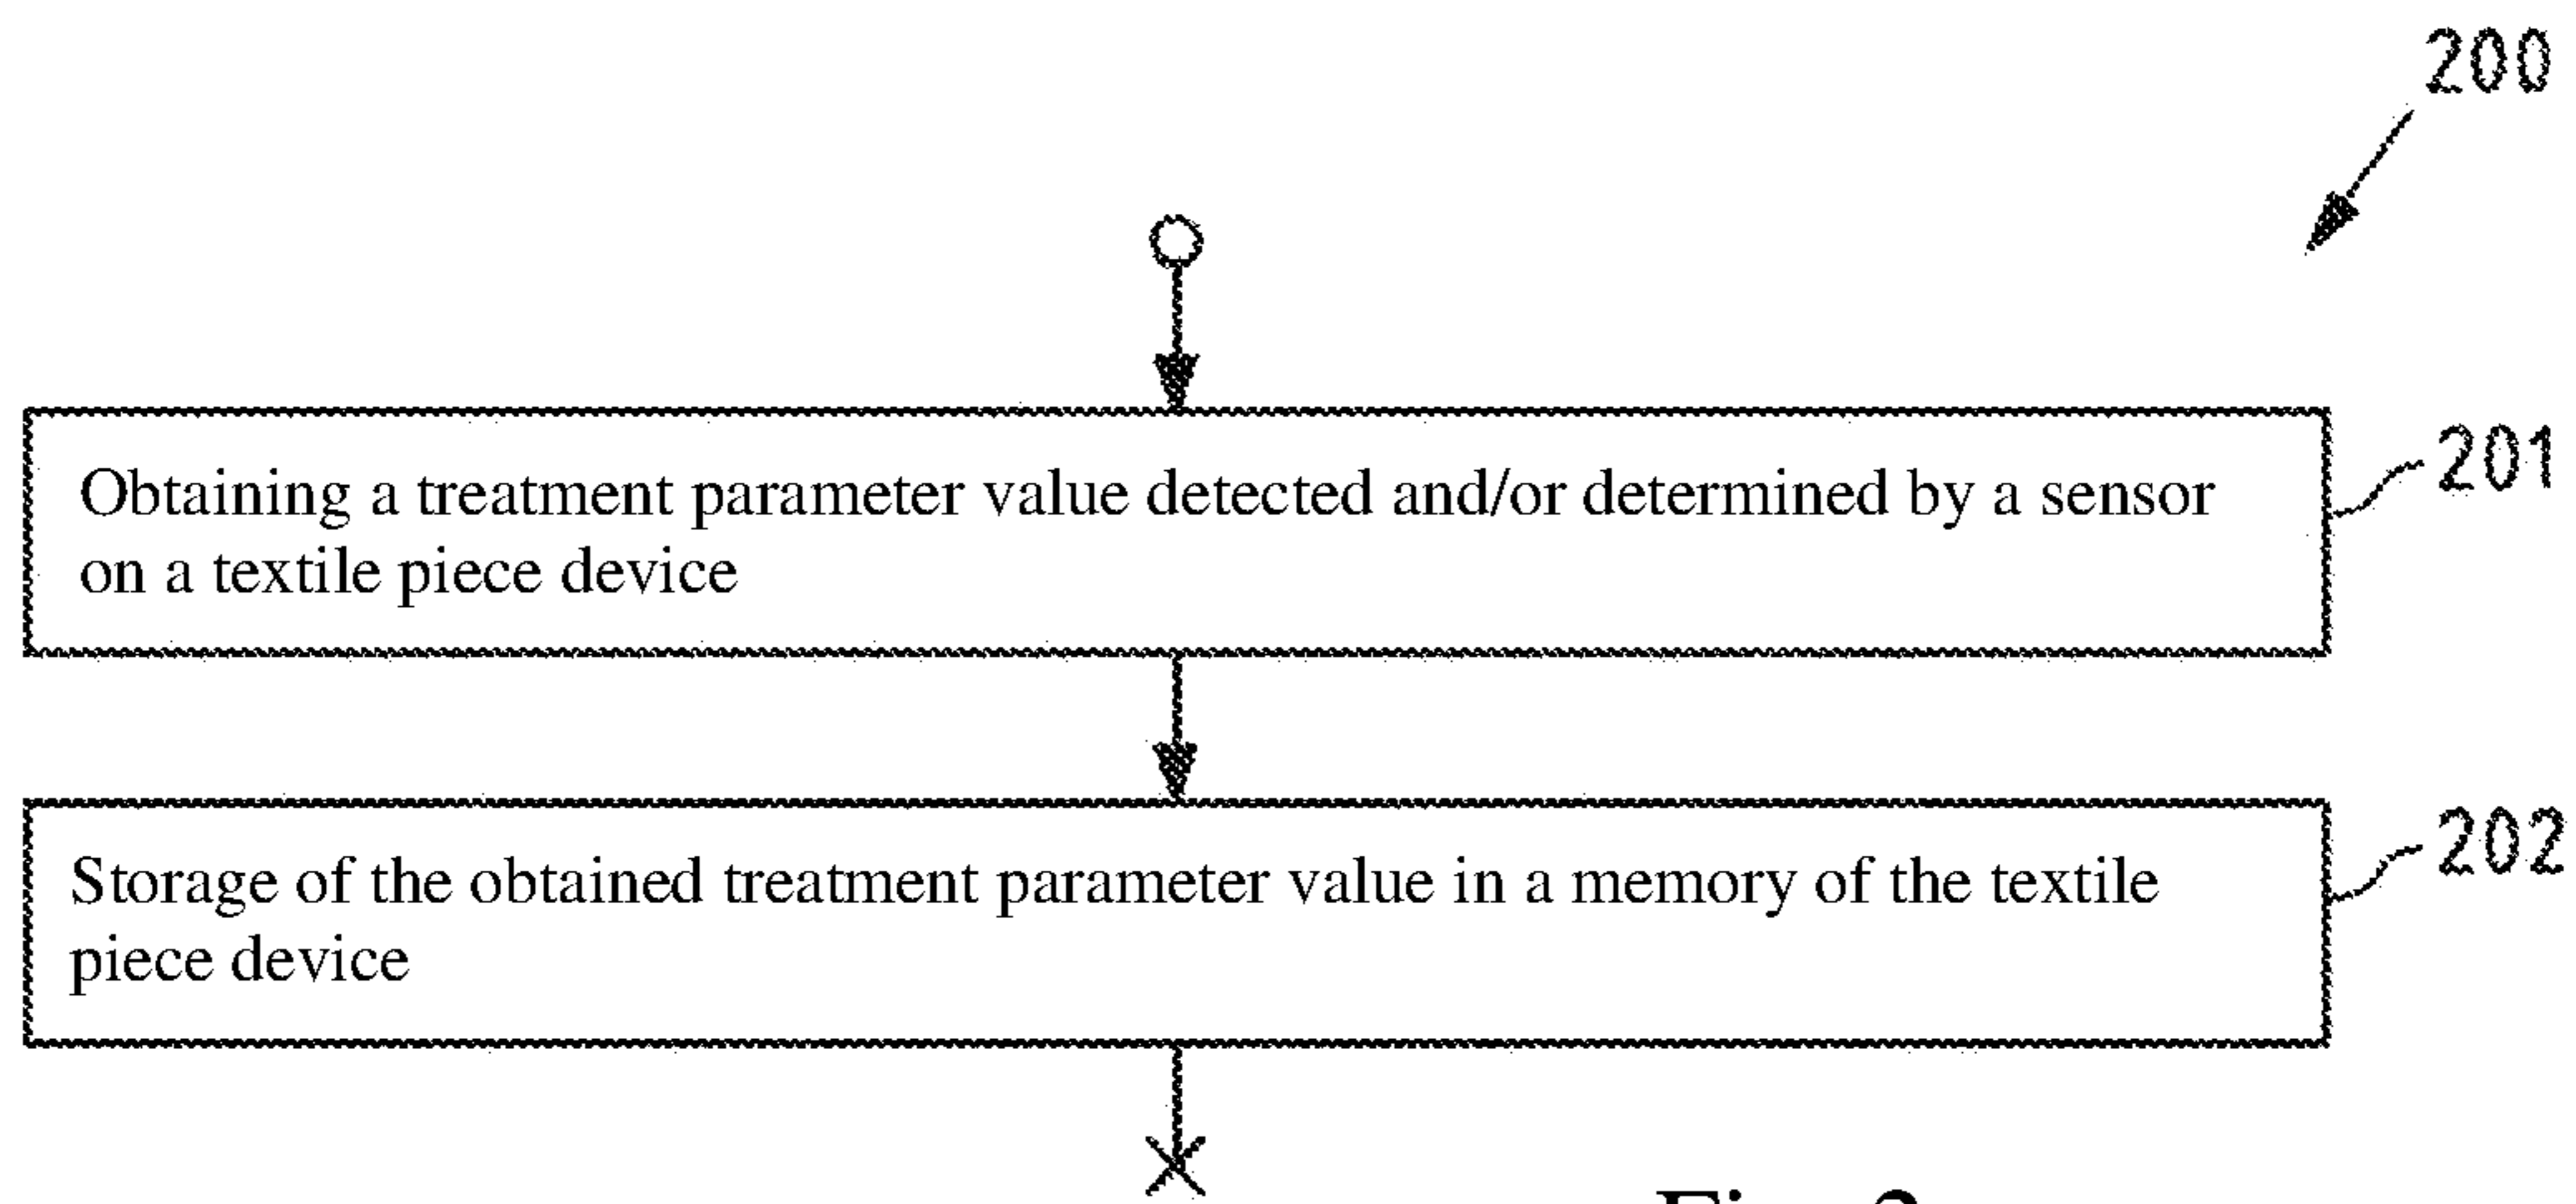 200
Obtaining a treatment parameter value detected and/or determined by a sensor
on a textile piece device
201
Storage of the obtained treatment parameter value in a memory of the textile
piece device
202